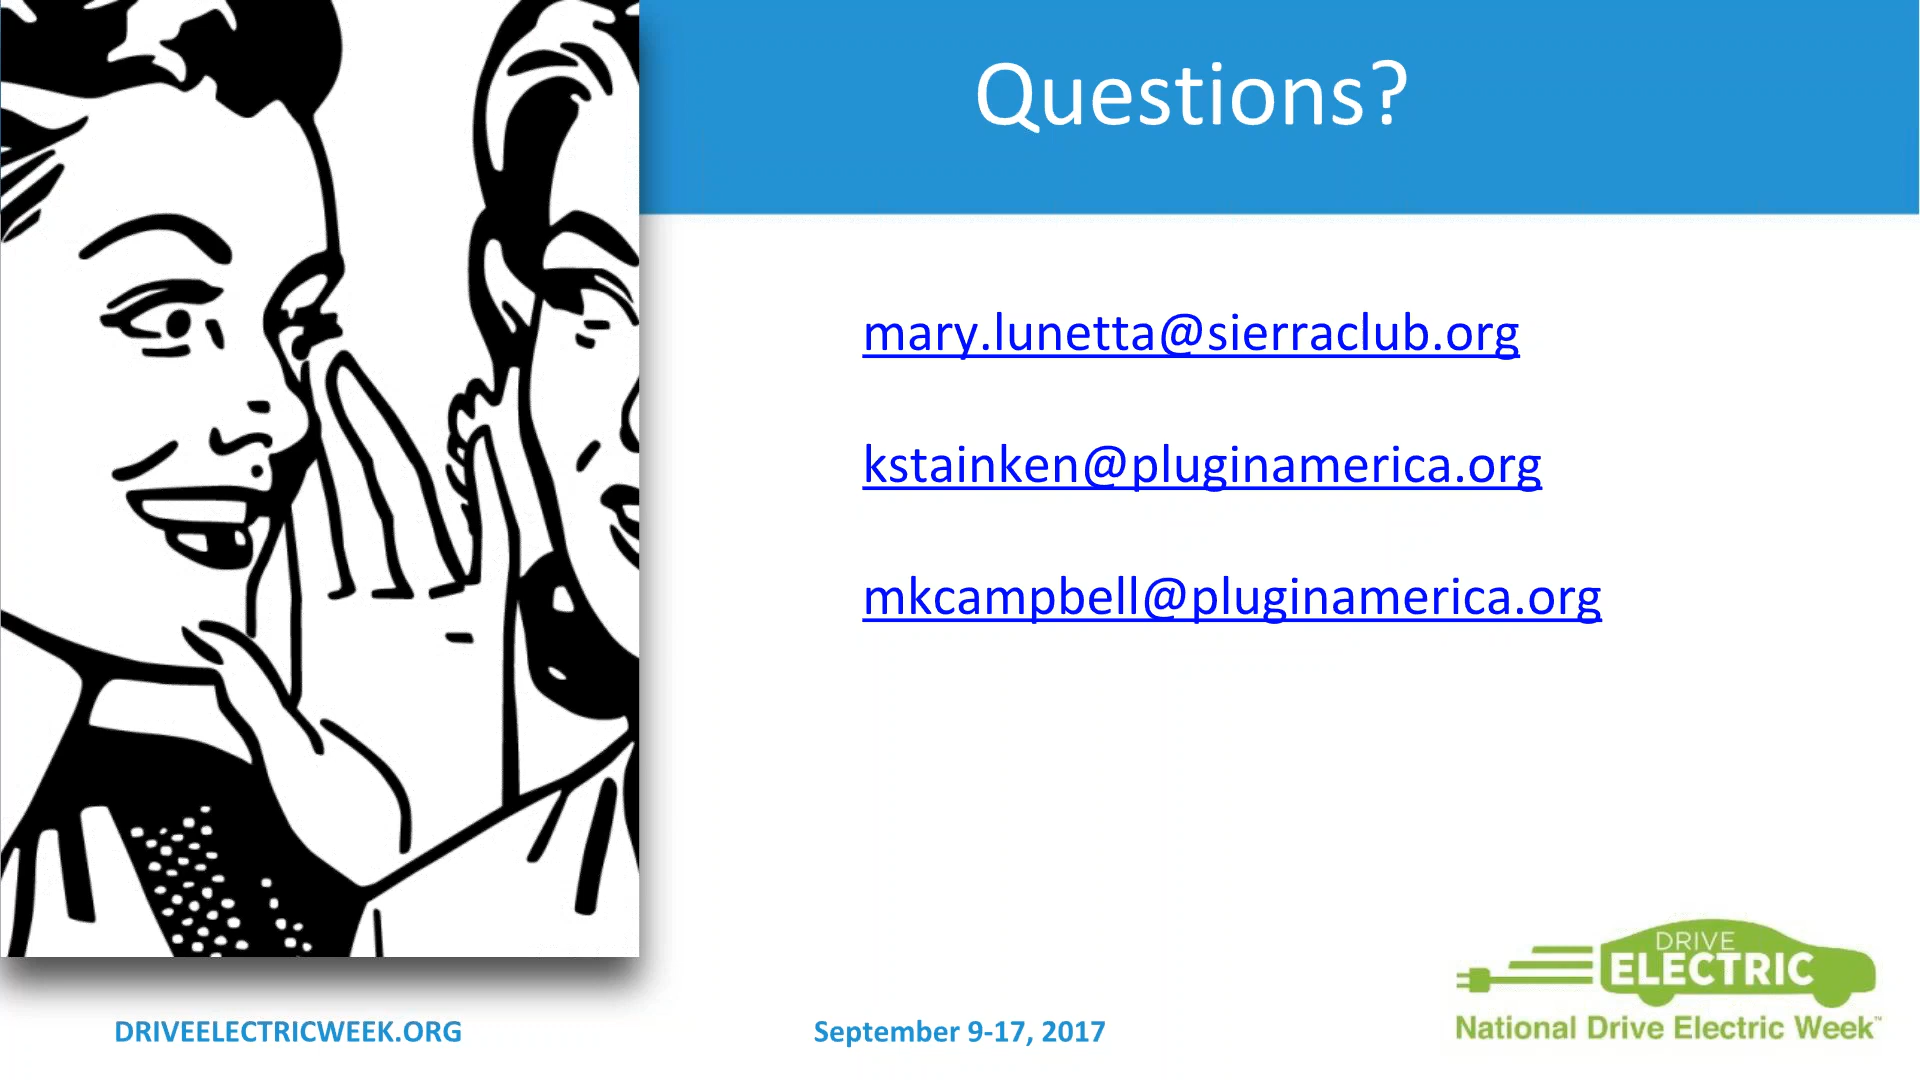 Questions?
mary.lunetta@sierraclub.org
kstainken@pluginamerica.org
mkcampbell@pluginamerica.org
DRIVE
ELECTRIC
National Drive Electric Week™
DRIVEELECTRICWEEK.ORG
September 9-17, 2017